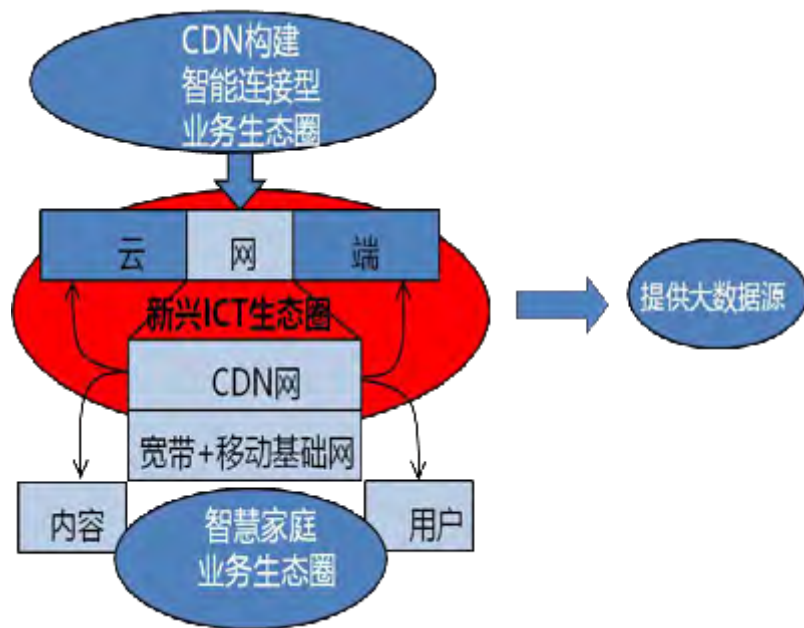 CDN构建
智能连接型
业务生态圈
云
网
端
新兴ICT生态圈
提供大数据源
CDN网
宽带+移动基础网
内容
用户
智慧家庭
业务生态圈